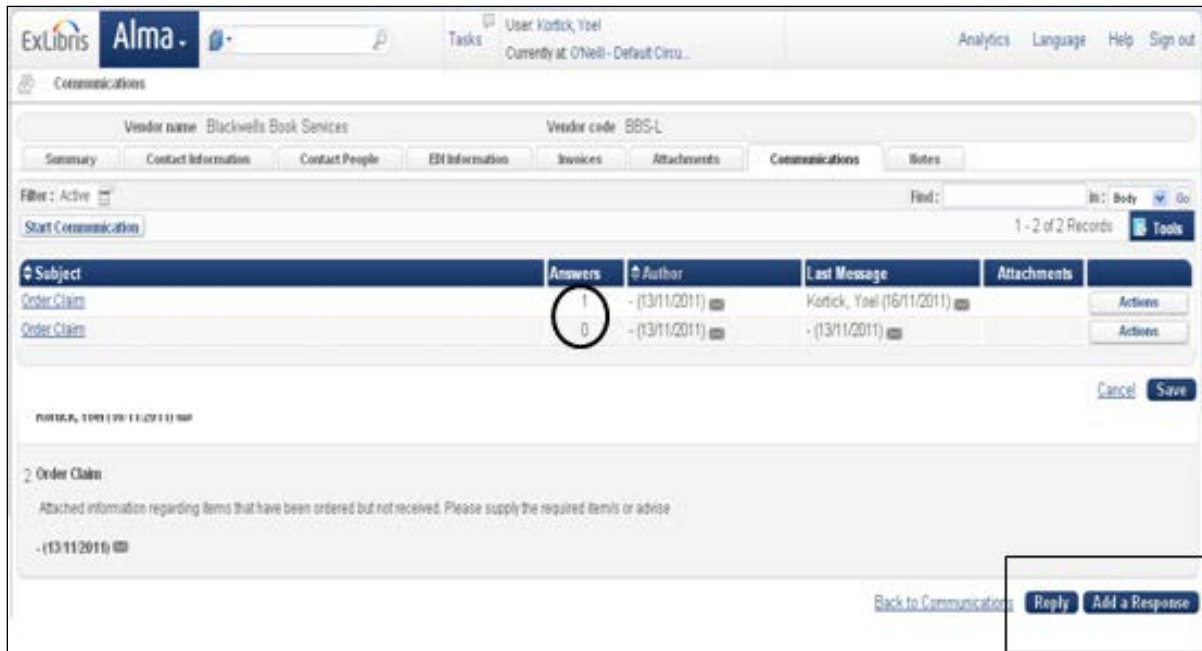 ExLibris Alma Tasks User: Kortick, Yoel
Currently at: O'Neill - Default Circu... Analytics Language Help Sign out
Communications
Vendor name Blackwells Book Services Vendor code BBS-L
Summary Contact Information Contact People EDI Information Invoices Attachments Communications Notes
Filter : Active Find : in : Body Go
Start Communication 1 - 2 of 2 Records Tools
Subject Answers Author Last Message Attachments
Order Claim 1 - (13/11/2011) Kortick, Yoel (16/11/2011) Actions
Order Claim 0 - (13/11/2011) - (13/11/2011) Actions
Cancel Save
2 Order Claim
Attached information regarding items that have been ordered but not received. Please supply the required item/s or advise
- (13/11/2011)
Back to Communications Reply Add a Response